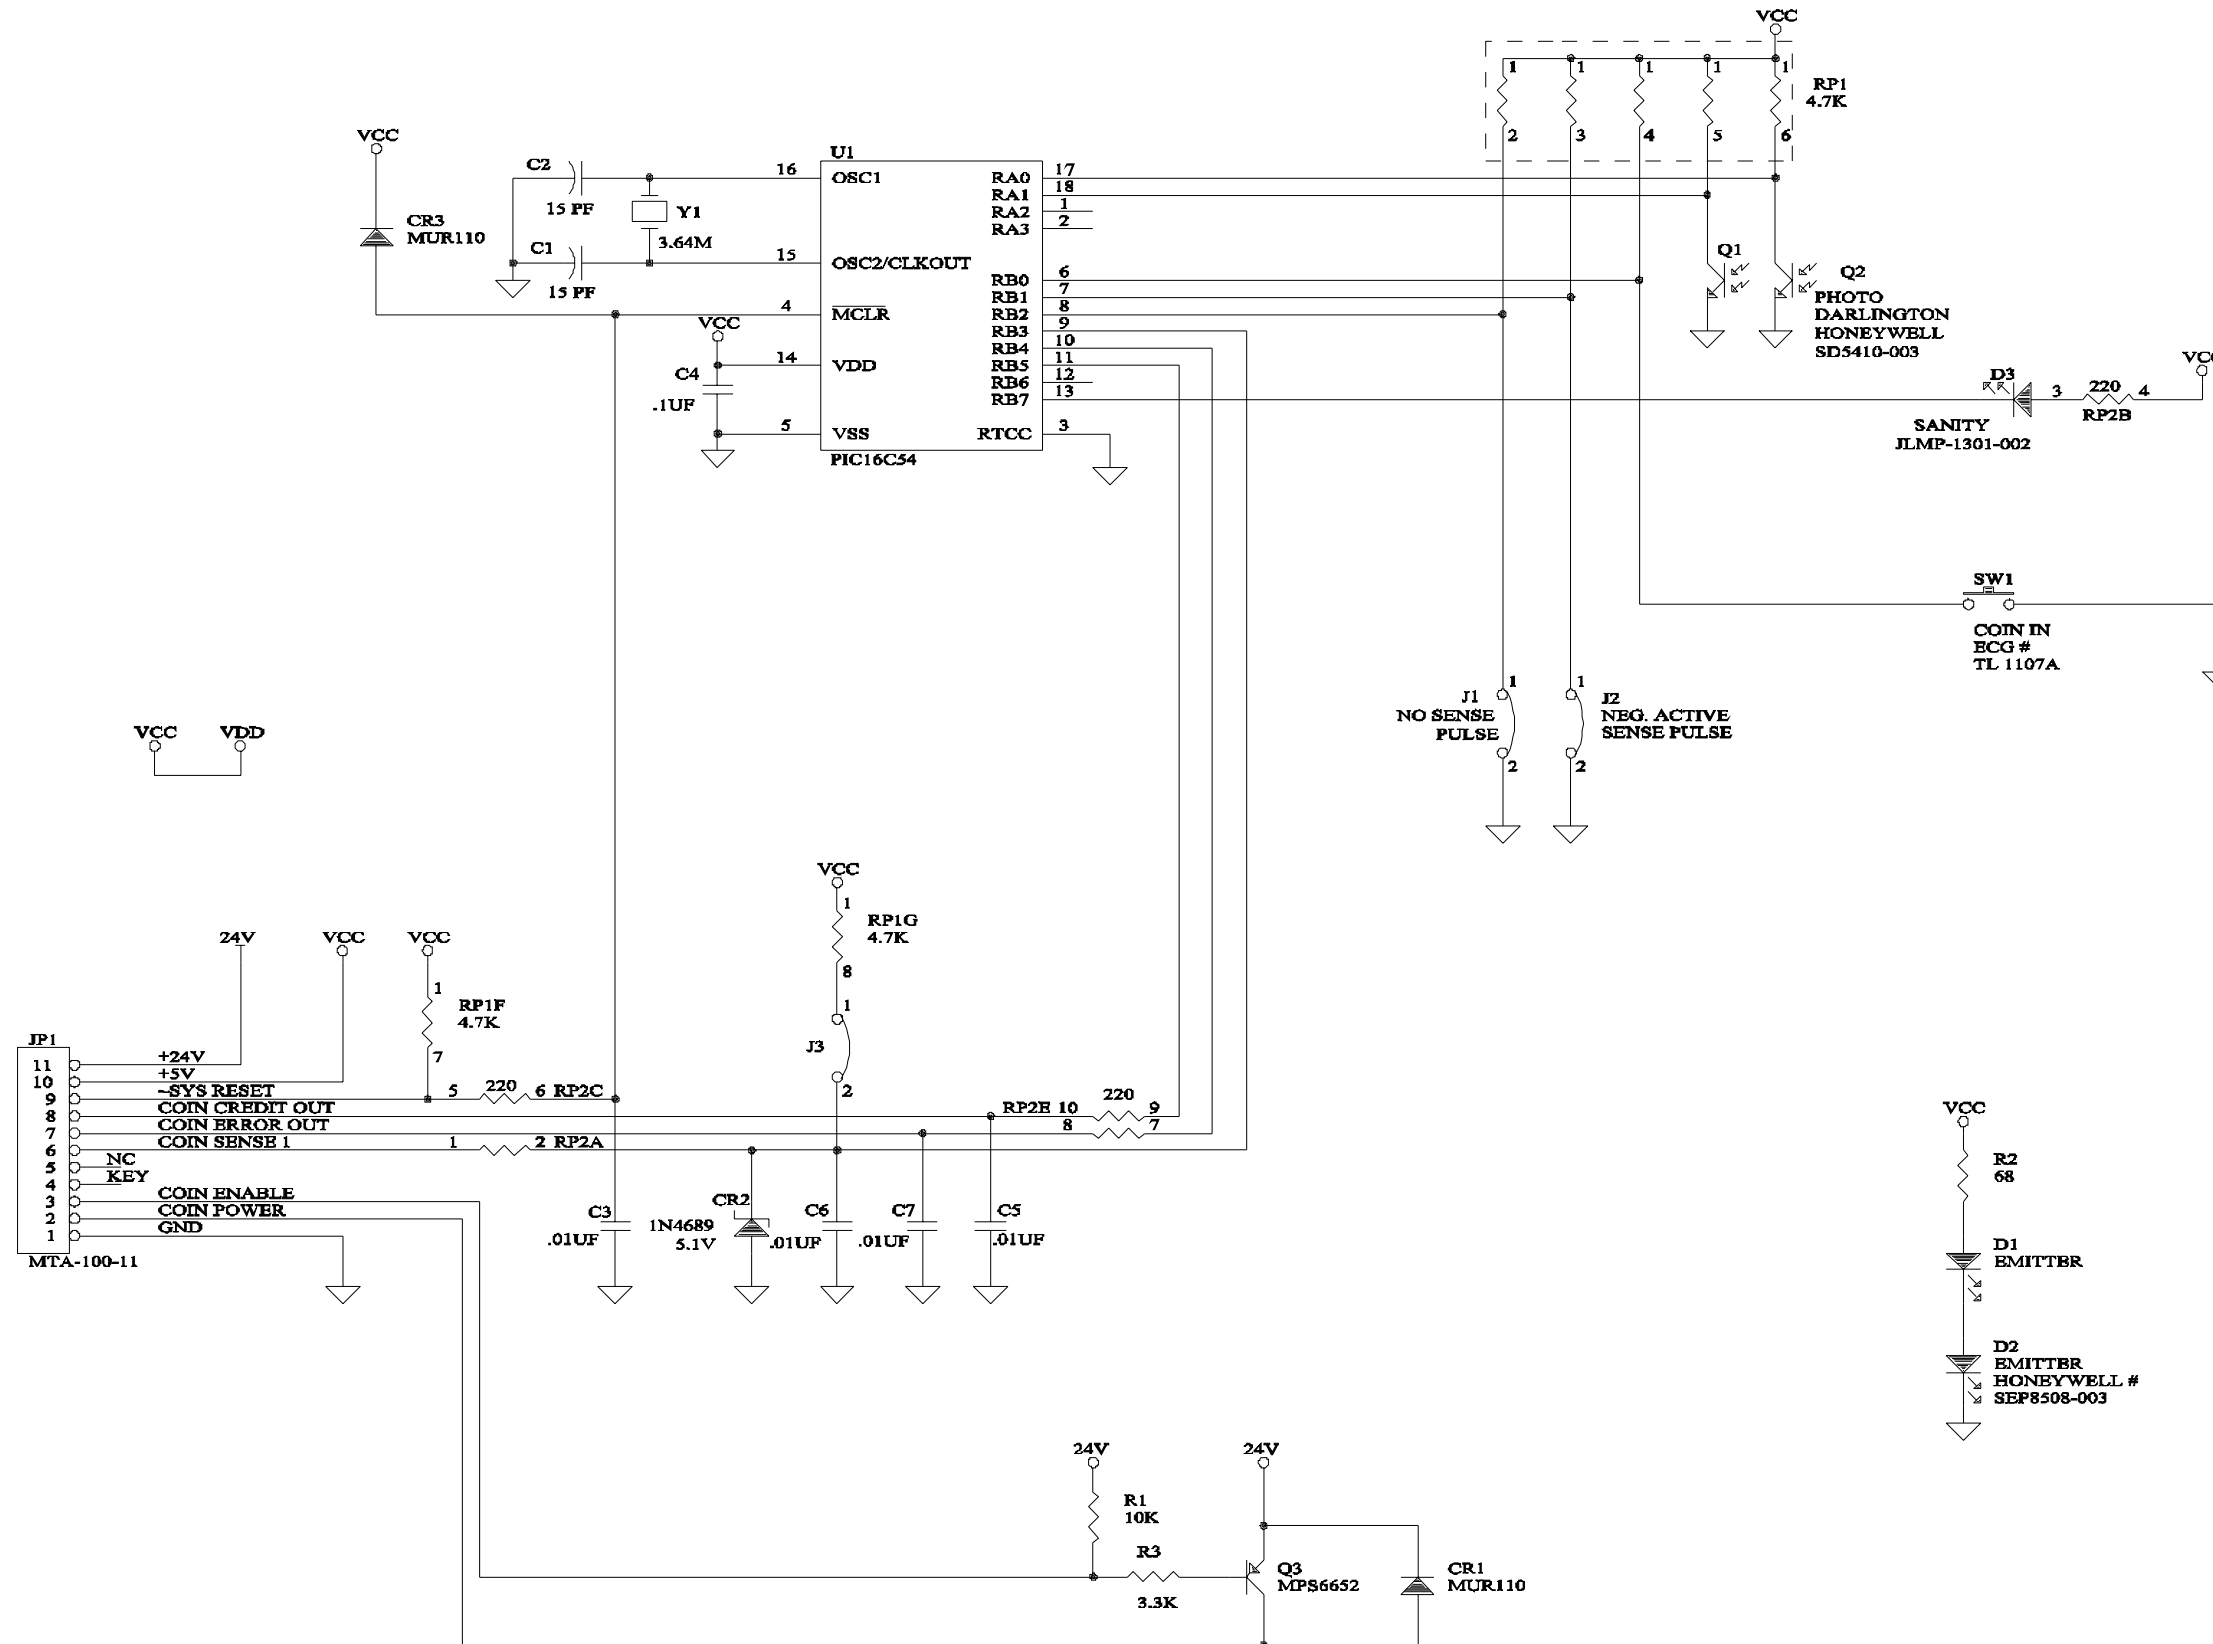 VCC
1
1
1
1
1
RP1
4.7K
2
3
4
5
6
VCC
CR3
MUR110
C2
15 PF
Y1
3.64M
C1
15 PF
U1
16
OSC1
15
OSC2/CLKOUT
4
MCLR
VCC
14
VDD
C4
.1UF
5
VSS
PIC16C54
RA0
17
RA1
18
RA2
1
RA3
2
RB0
6
RB1
7
RB2
8
RB3
9
RB4
10
RB5
11
RB6
12
RB7
13
RTCC
3
Q1
Q2
PHOTO
DARLINGTON
HONEYWELL
SD5410-003
D3
3
220
4
RP2B
SANITY
JLMP-1301-002
SW1
COIN IN
ECG #
TL 1107A
J1
1
NO SENSE
PULSE
2
1
J2
NEG. ACTIVE
SENSE PULSE
2
VCC
VDD
VCC
1
RP1G
4.7K
8
1
J3
2
24V
VCC
VCC
1
RP1F
4.7K
7
JP1
11
+24V
10
+5V
9
~SYS RESET
5
220
6 RP2C
8
COIN CREDIT OUT
RP2E 10
220
9
7
COIN ERROR OUT
8
7
6
COIN SENSE 1
1
2 RP2A
5
NC
4
KEY
3
COIN ENABLE
2
COIN POWER
1
GND
MTA-100-11
C3
.01UF
CR2
1N4689
5.1V
C6
.01UF
C7
.01UF
C5
.01UF
VCC
R2
68
D1
EMITTER
D2
EMITTER
HONEYWELL #
SEP8508-003
24V
R1
10K
R3
3.3K
24V
Q3
MPS6652
CR1
MUR110